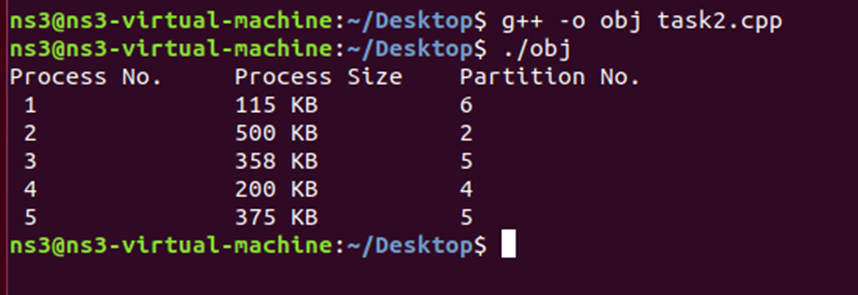 ns3@ns3-virtual-machine:~/Desktop$ g++ -o obj task2.cpp
ns3@ns3-virtual-machine:~/Desktop$ ./obj
Process No.     Process Size    Partition No.
 1              115 KB          6
 2              500 KB          2
 3              358 KB          5
 4              200 KB          4
 5              375 KB          5
ns3@ns3-virtual-machine:~/Desktop$